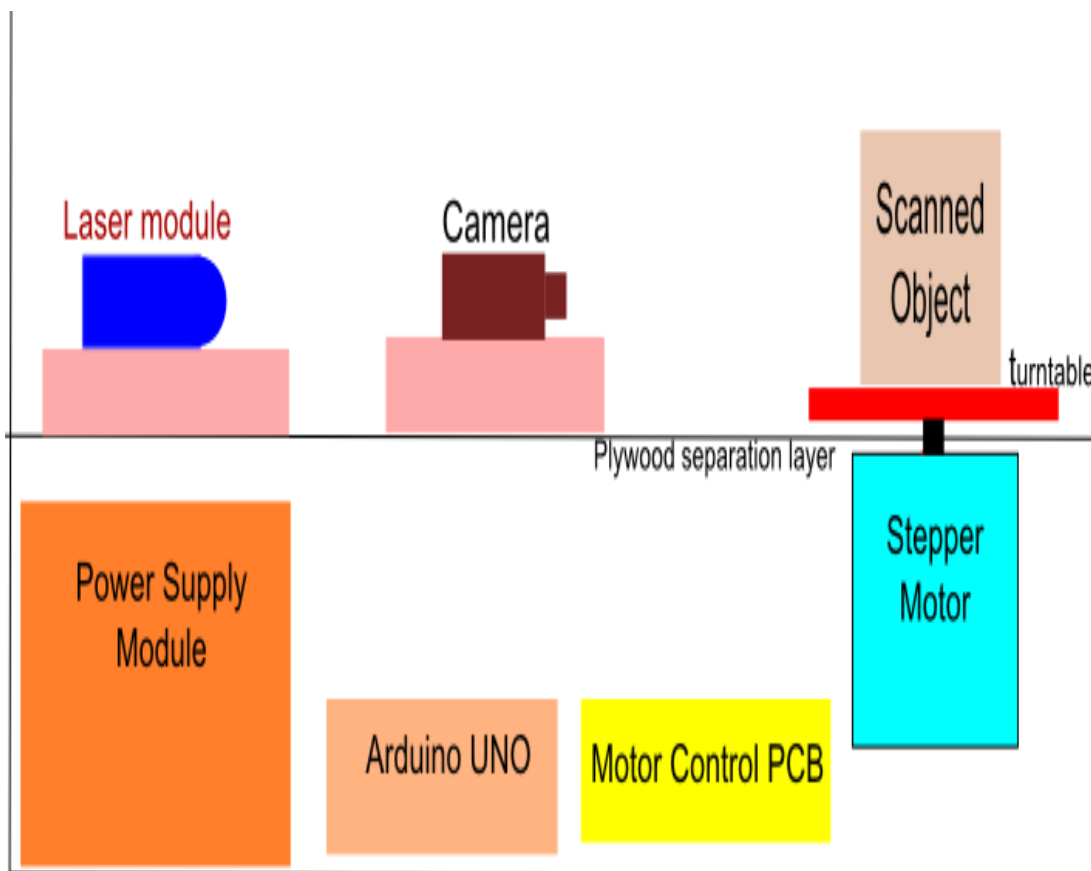 Laser module
Camera
Scanned
Object
turntable
Plywood separation layer
Stepper
Motor
Power Supply
Module
Arduino UNO
Motor Control PCB